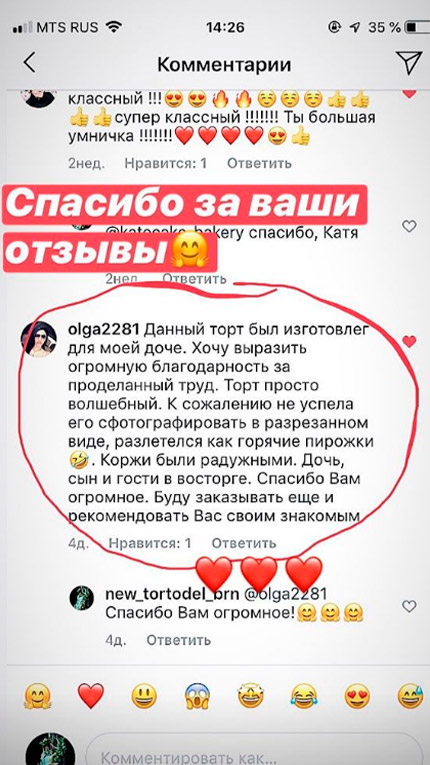 MTS RUS 14:26 35 %
Комментарии
классный !!!😍😍🔥🔥☺️☺️☺️👍👍
👍👍супер классный !!!!!!! Ты большая
умничка !!!!!!!❤️❤️❤️❤️😍👍
2нед. Нравится: 1 Ответить
Спасибо за ваши
отзывы🤗
спасибо, Катя
2нед Ответить
olga2281 Данный торт был изготовлег
для моей доче. Хочу выразить
огромную благодарность за
проделанный труд. Торт просто
волшебный. К сожалению не успела
его сфотографировать в разрезанном
виде, разлетелся как горячие пирожки
🤣. Коржи были радужными. Дочь,
сын и гости в восторге. Спасибо Вам
огромное. Буду заказывать еще и
рекомендовать Вас своим знакомым
4д. Нравится: 1 Ответить
new_tortodel_brn @olga2281
Спасибо Вам огромное!🤗🤗🤗
4д. Ответить
Комментировать как...